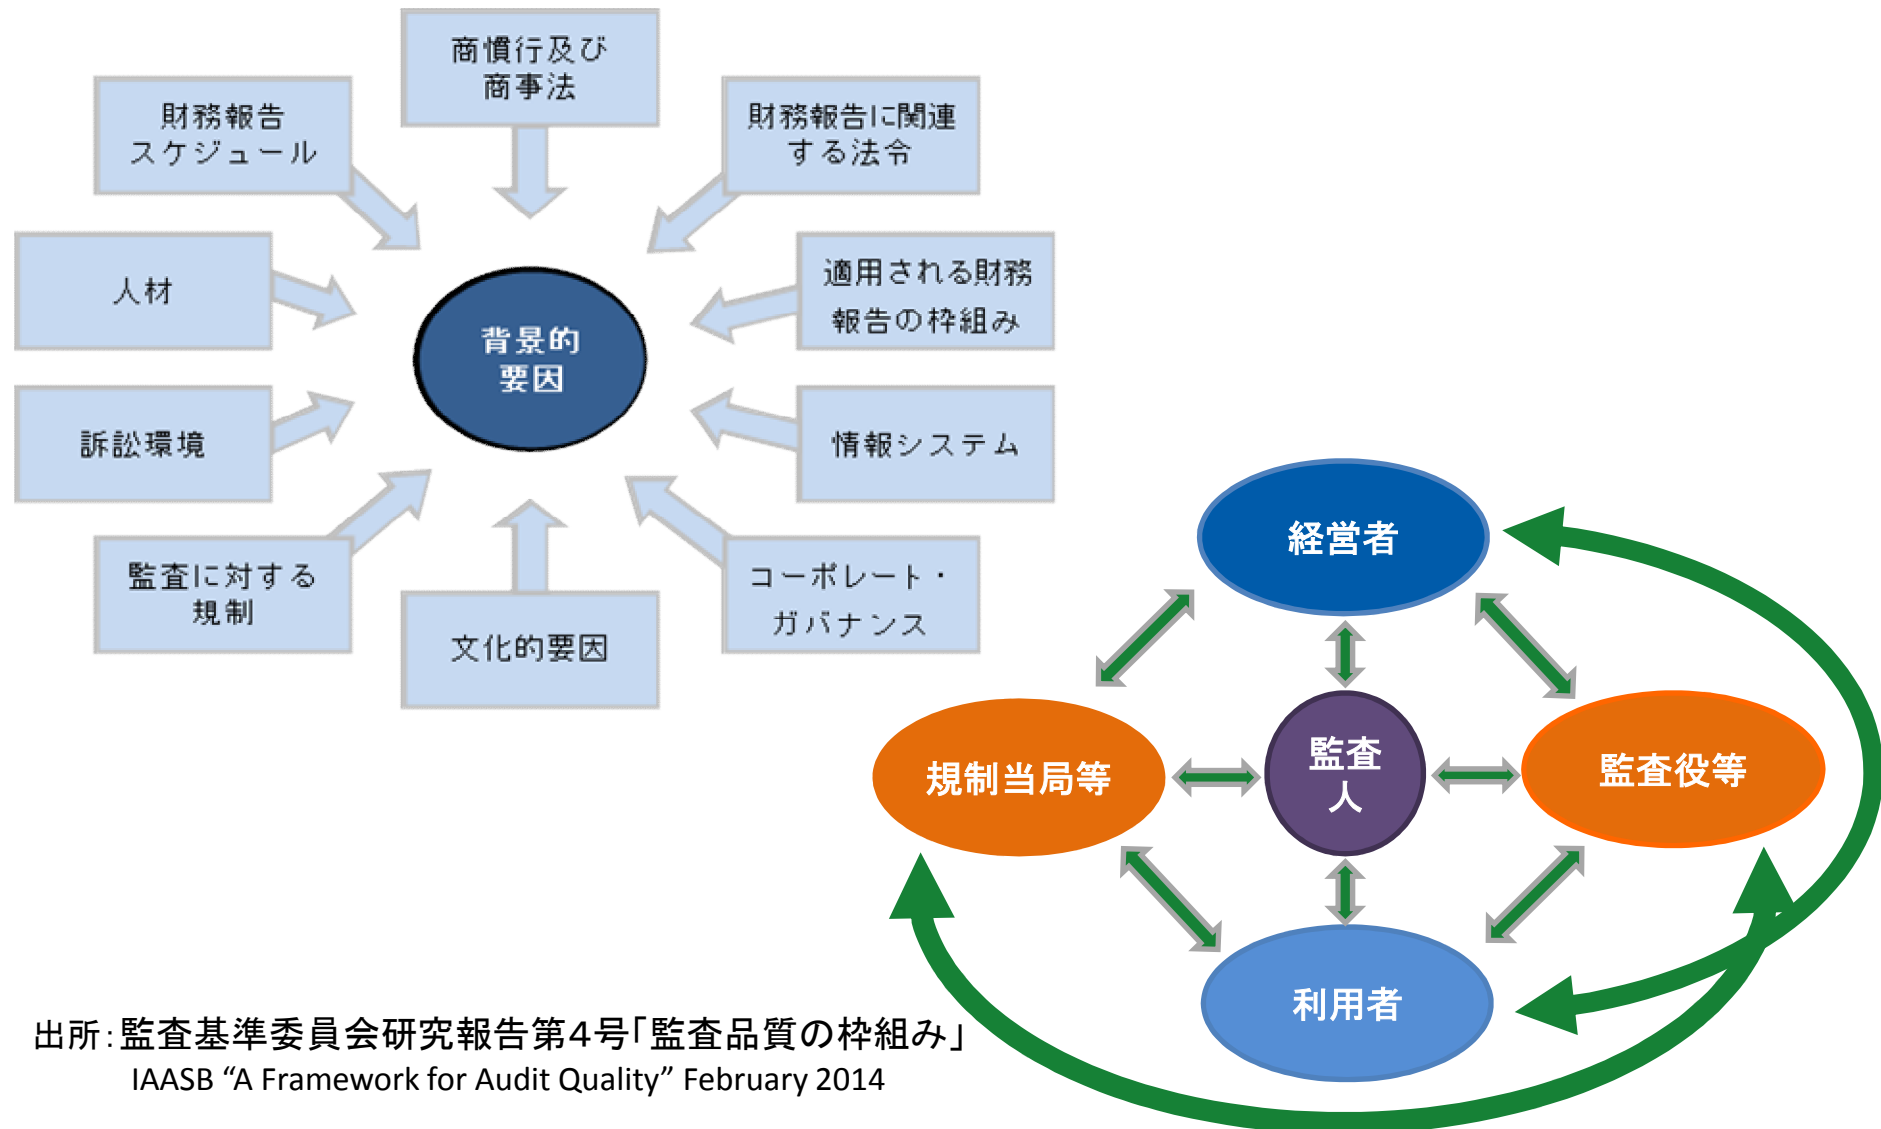 商慣行及び
商事法
財務報告
スケジュール
財務報告に関連
する法令
人材
適用される財務
報告の枠組み
背景的
要因
訴訟環境
情報システム
監査に対する
規制
文化的要因
コーポレート・
ガバナンス
経営者
規制当局等
監査
人
監査役等
利用者
出所：監査基準委員会研究報告第4号「監査品質の枠組み」
IAASB “A Framework for Audit Quality” February 2014